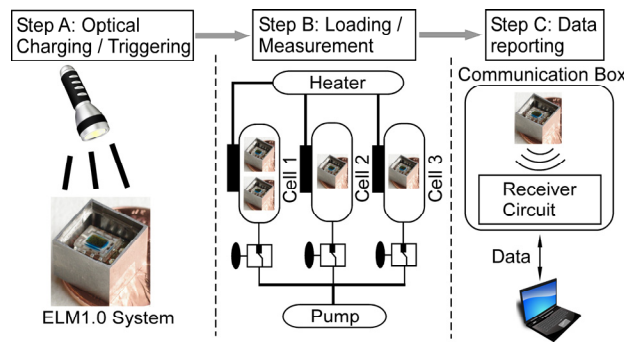 Step A: Optical
Charging / Triggering
Step B: Loading /
Measurement
Step C: Data
reporting
ELM1.0 System
Heater
Cell 1
Cell 2
Cell 3
Pump
Communication Box
Receiver
Circuit
Data